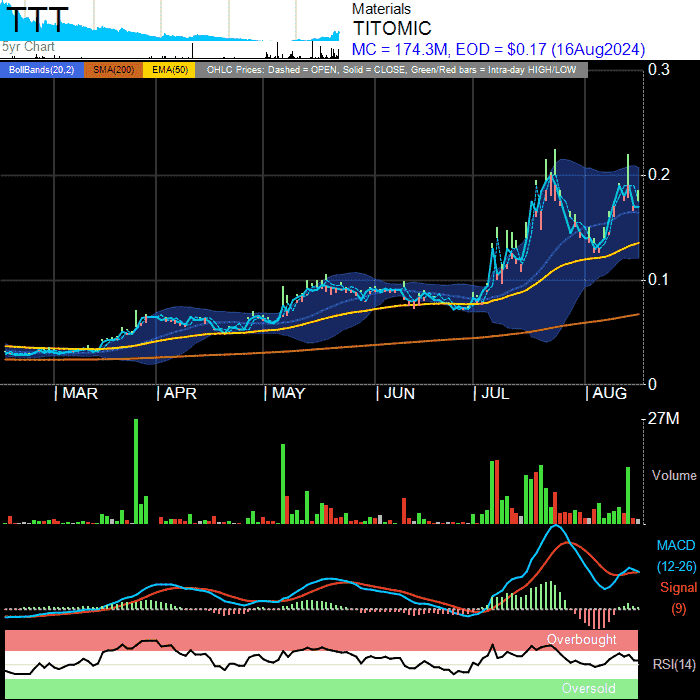 TTT
5yr Chart
Materials
TITOMIC
MC = 174.3M, EOD = $0.17 (16Aug2024)
BollBands(20,2) SMA(200) EMA(50) OHLC Prices: Dashed = OPEN, Solid = CLOSE, Green/Red bars = Intra-day HIGH/LOW
0.3
0.2
0.1
0
| MAR | APR | MAY | JUN | JUL | AUG
27M
Volume
MACD
(12-26)
Signal
(9)
Overbought
RSI(14)
Oversold